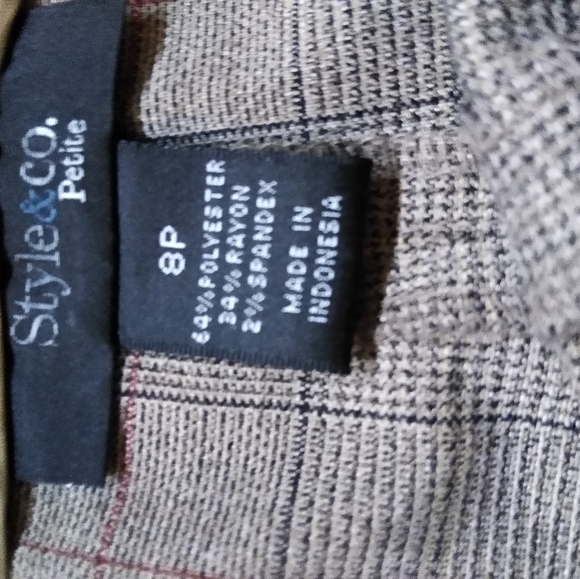 Style&co.
Petite
8P
64% POLYESTER
34% RAYON
2% SPANDEX
MADE IN
INDONESIA